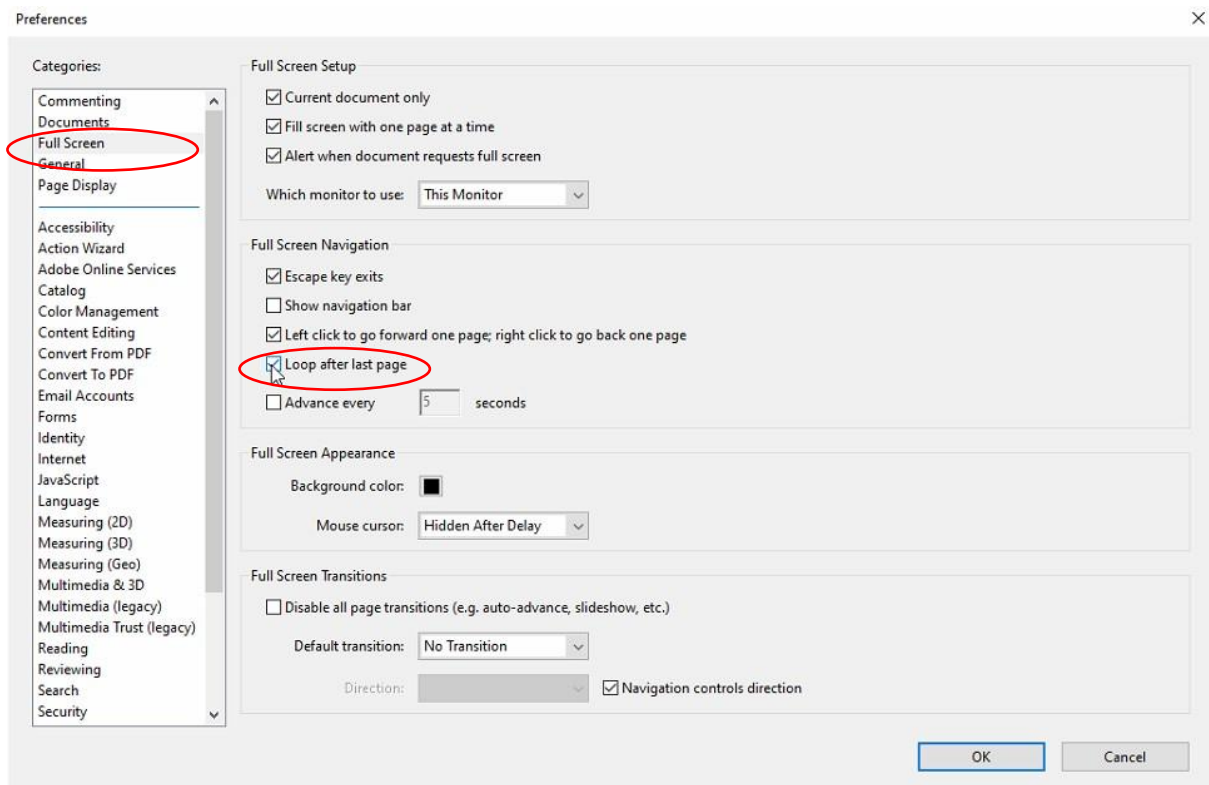 Preferences
Categories:
Commenting
Documents
Full Screen
General
Page Display
Accessibility
Action Wizard
Adobe Online Services
Catalog
Color Management
Content Editing
Convert From PDF
Convert To PDF
Email Accounts
Forms
Identity
Internet
JavaScript
Language
Measuring (2D)
Measuring (3D)
Measuring (Geo)
Multimedia & 3D
Multimedia (legacy)
Multimedia Trust (legacy)
Reading
Reviewing
Search
Security
Full Screen Setup
Current document only
Fill screen with one page at a time
Alert when document requests full screen
Which monitor to use: This Monitor
Full Screen Navigation
Escape key exits
Show navigation bar
Left click to go forward one page; right click to go back one page
Loop after last page
Advance every 5 seconds
Full Screen Appearance
Background color:
Mouse cursor: Hidden After Delay
Full Screen Transitions
Disable all page transitions (e.g. auto-advance, slideshow, etc.)
Default transition: No Transition
Direction: Navigation controls direction
OK Cancel